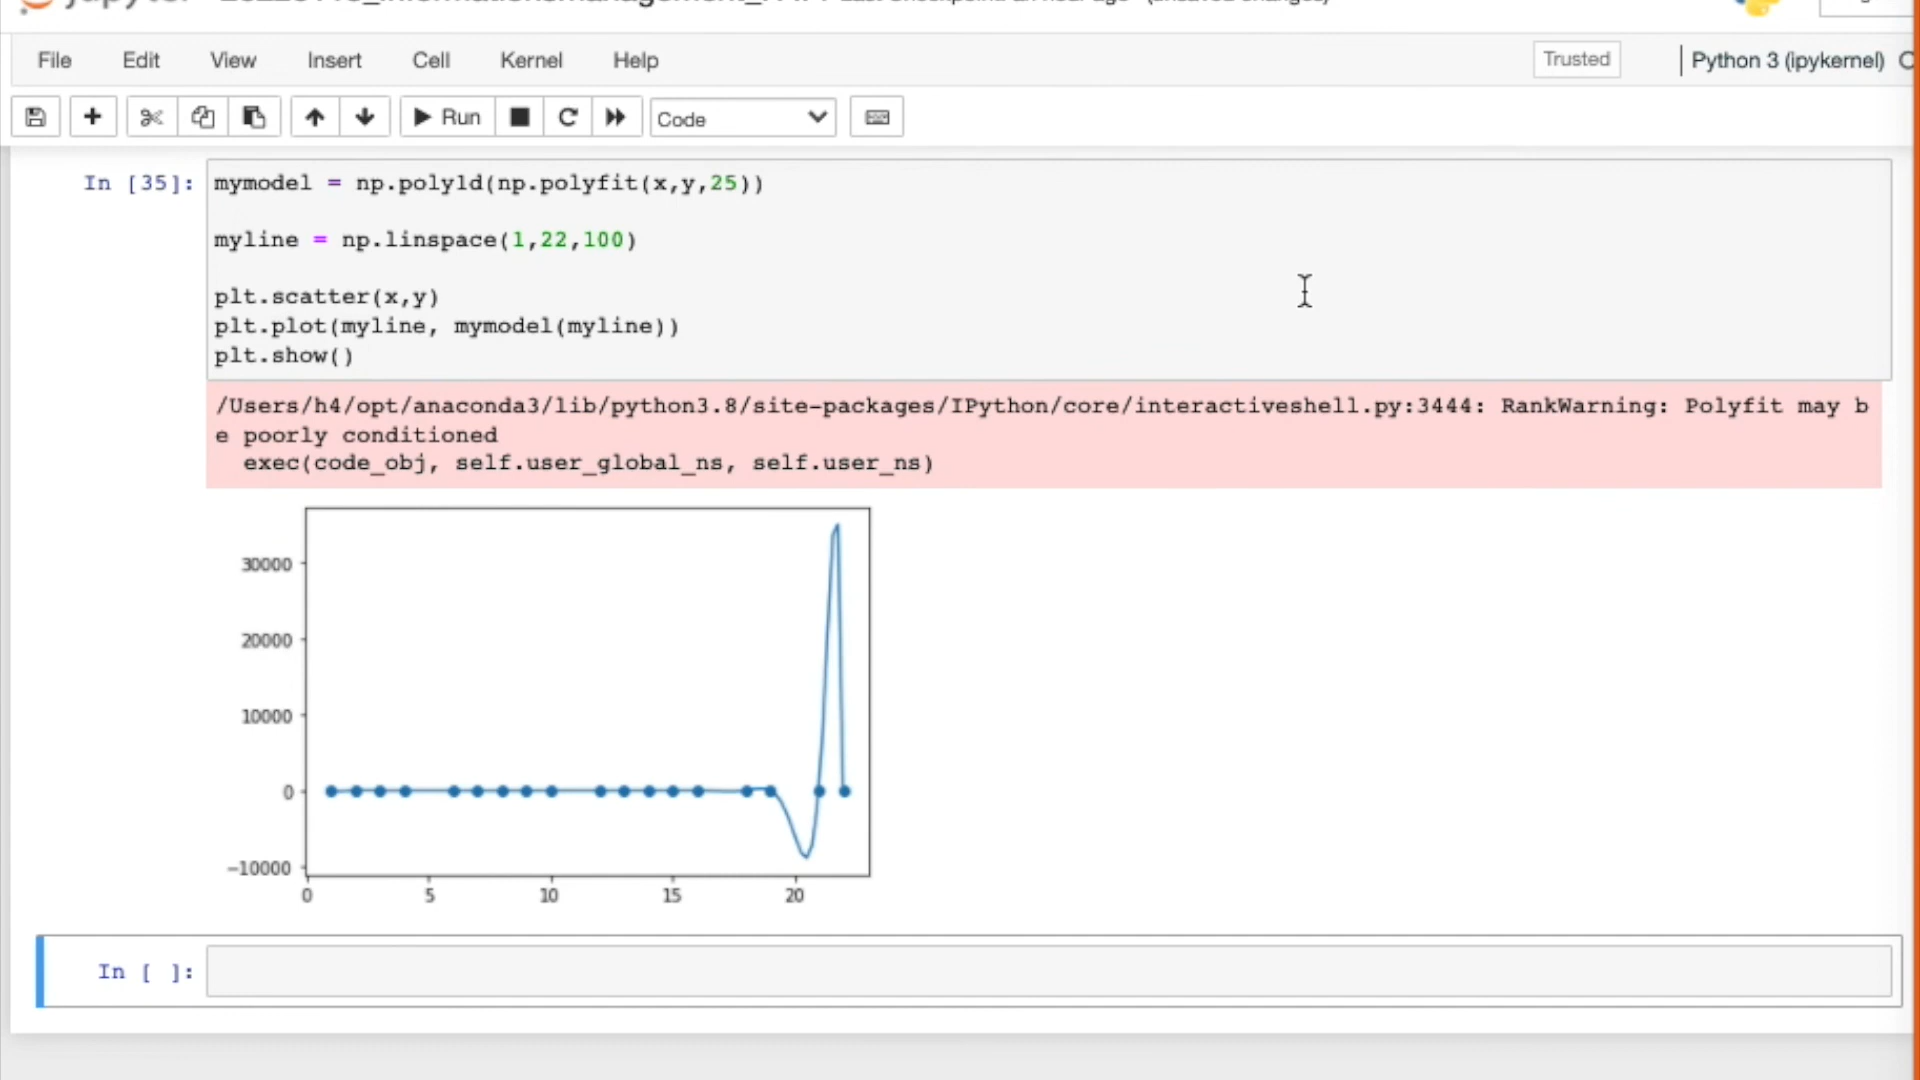 File Edit View Insert Cell Kernel Help Trusted Python 3 (ipykernel)
Run Code
In [35]: mymodel = np.poly1d(np.polyfit(x,y,25))
myline = np.linspace(1,22,100)
plt.scatter(x,y)
plt.plot(myline, mymodel(myline))
plt.show()
/Users/h4/opt/anaconda3/lib/python3.8/site-packages/IPython/core/interactiveshell.py:3444: RankWarning: Polyfit may b
e poorly conditioned
exec(code_obj, self.user_global_ns, self.user_ns)
30000
20000
10000
0
−10000
0 5 10 15 20
In [ ]: